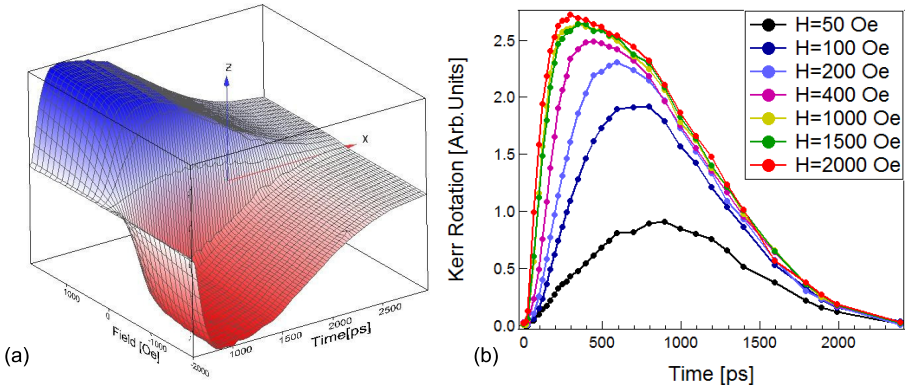 (a)
Z
X
1000
0
-1000
-2000
Field [Oe]
1000
1500
2000
2500
Time[ps]
(b)
Kerr Rotation [Arb.Units]
2.5
2.0
1.5
1.0
0.5
0.0
0
500
1000
1500
2000
Time [ps]
H=50 Oe
H=100 Oe
H=200 Oe
H=400 Oe
H=1000 Oe
H=1500 Oe
H=2000 Oe